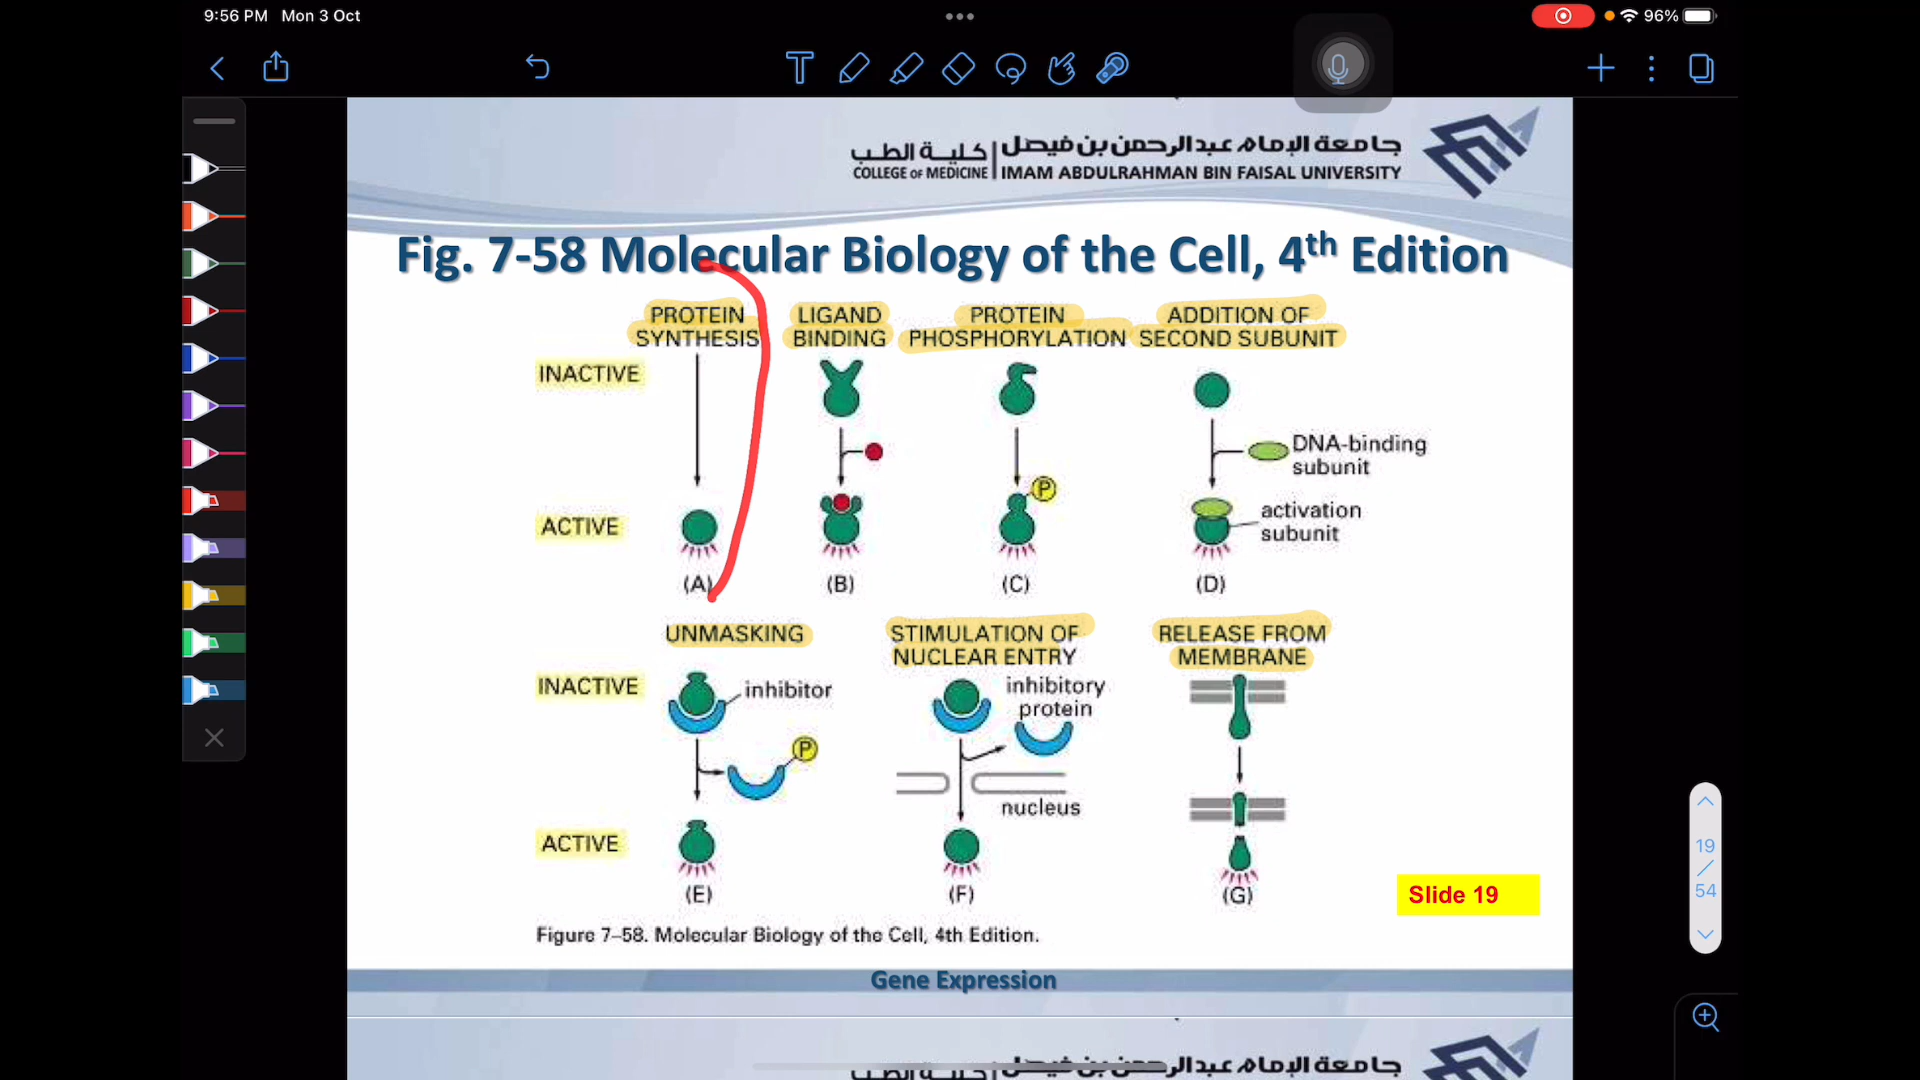 9:56 PM Mon 3 Oct
96%
جامعة الإمام عبدالرحمن بن فيصل | كلية الطب
COLLEGE OF MEDICINE | IMAM ABDULRAHMAN BIN FAISAL UNIVERSITY
Fig. 7-58 Molecular Biology of the Cell, 4th Edition
PROTEIN SYNTHESIS
LIGAND BINDING
PROTEIN PHOSPHORYLATION
ADDITION OF SECOND SUBUNIT
INACTIVE
DNA-binding subunit
P
ACTIVE
activation subunit
(A) (B) (C) (D)
UNMASKING
STIMULATION OF NUCLEAR ENTRY
RELEASE FROM MEMBRANE
INACTIVE
inhibitor
inhibitory protein
P
nucleus
ACTIVE
(E) (F) (G)
Slide 19
Figure 7–58. Molecular Biology of the Cell, 4th Edition.
Gene Expression
19
54